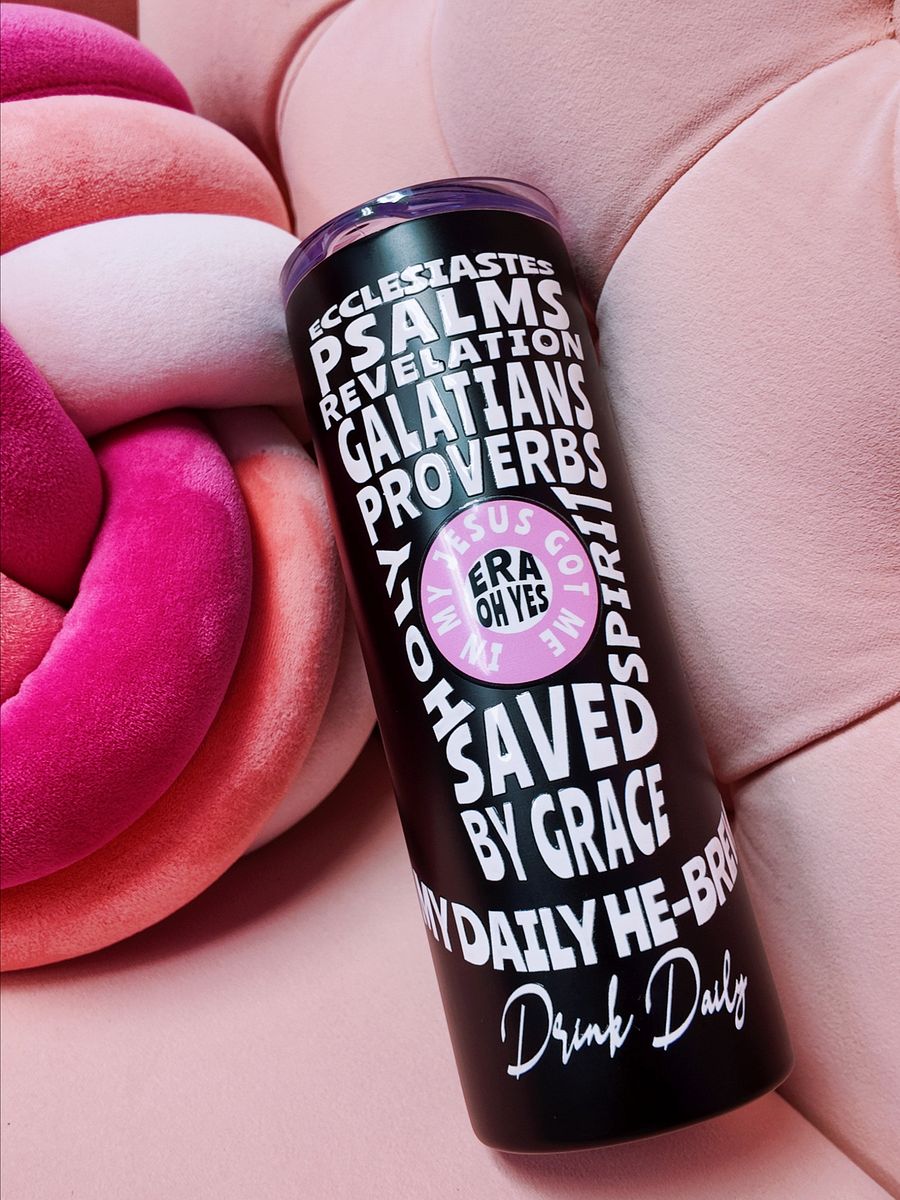 ECCLESIASTES
PSALMS
REVELATION
GALATIANS
PROVERBS
HOLY
SPIRIT
IN MY JESUS GOT ME
ERA
OH YES
SAVED
BY GRACE
MY DAILY HE-BRE
Drink Daily